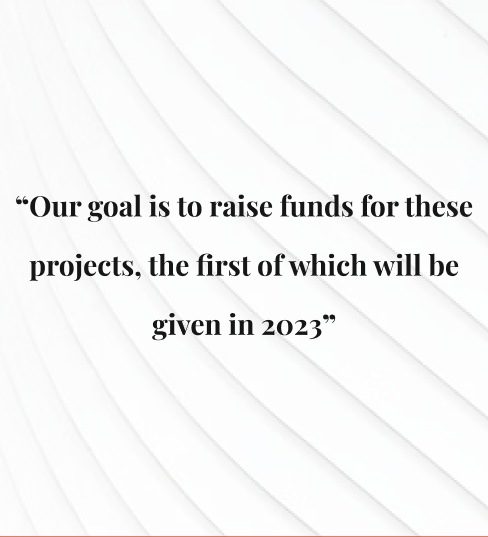 “Our goal is to raise funds for these
projects, the first of which will be
given in 2023”